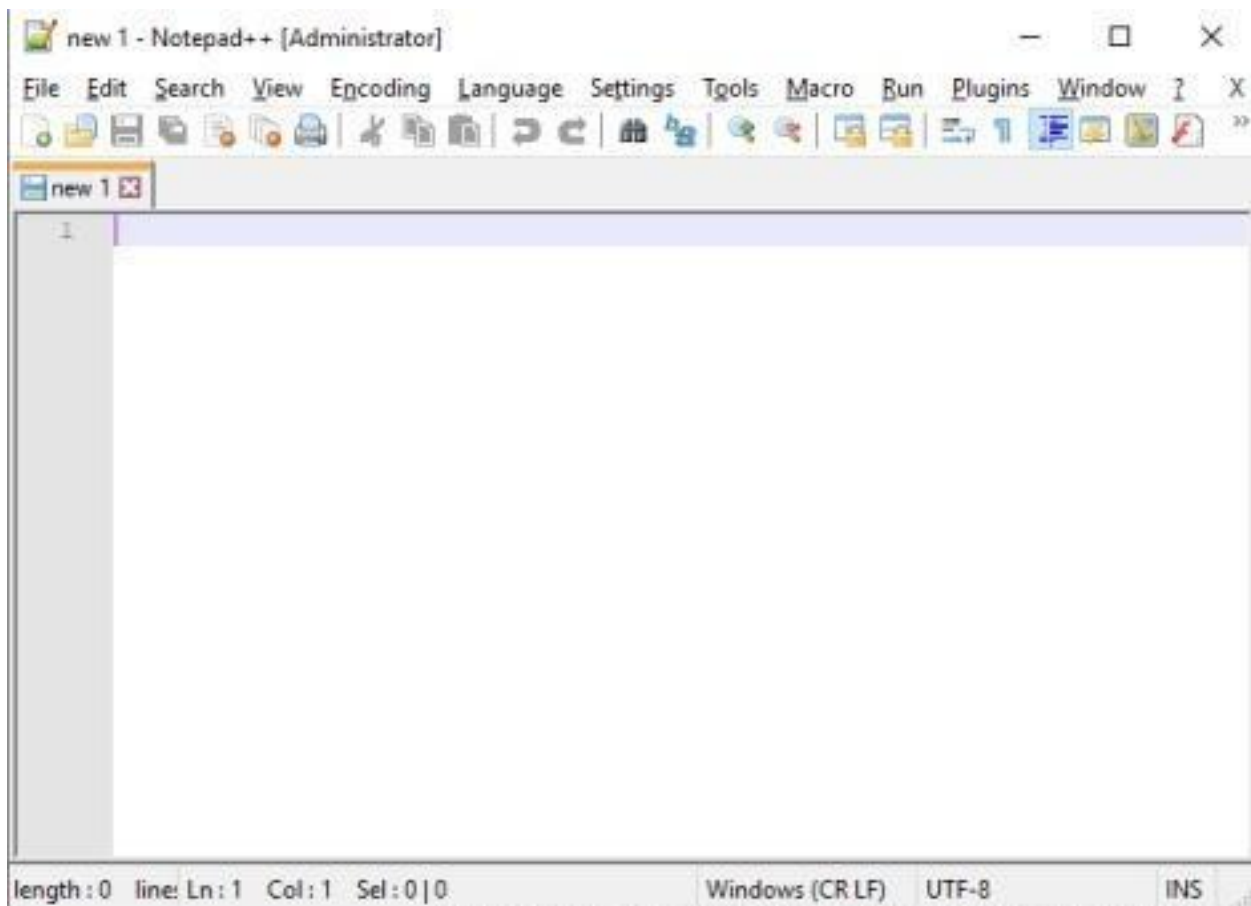 new 1 - Notepad++ [Administrator]
File Edit Search View Encoding Language Settings Tools Macro Run Plugins Window ? X
new 1
1
length : 0 line: Ln : 1 Col : 1 Sel : 0 | 0 Windows (CR LF) UTF-8 INS